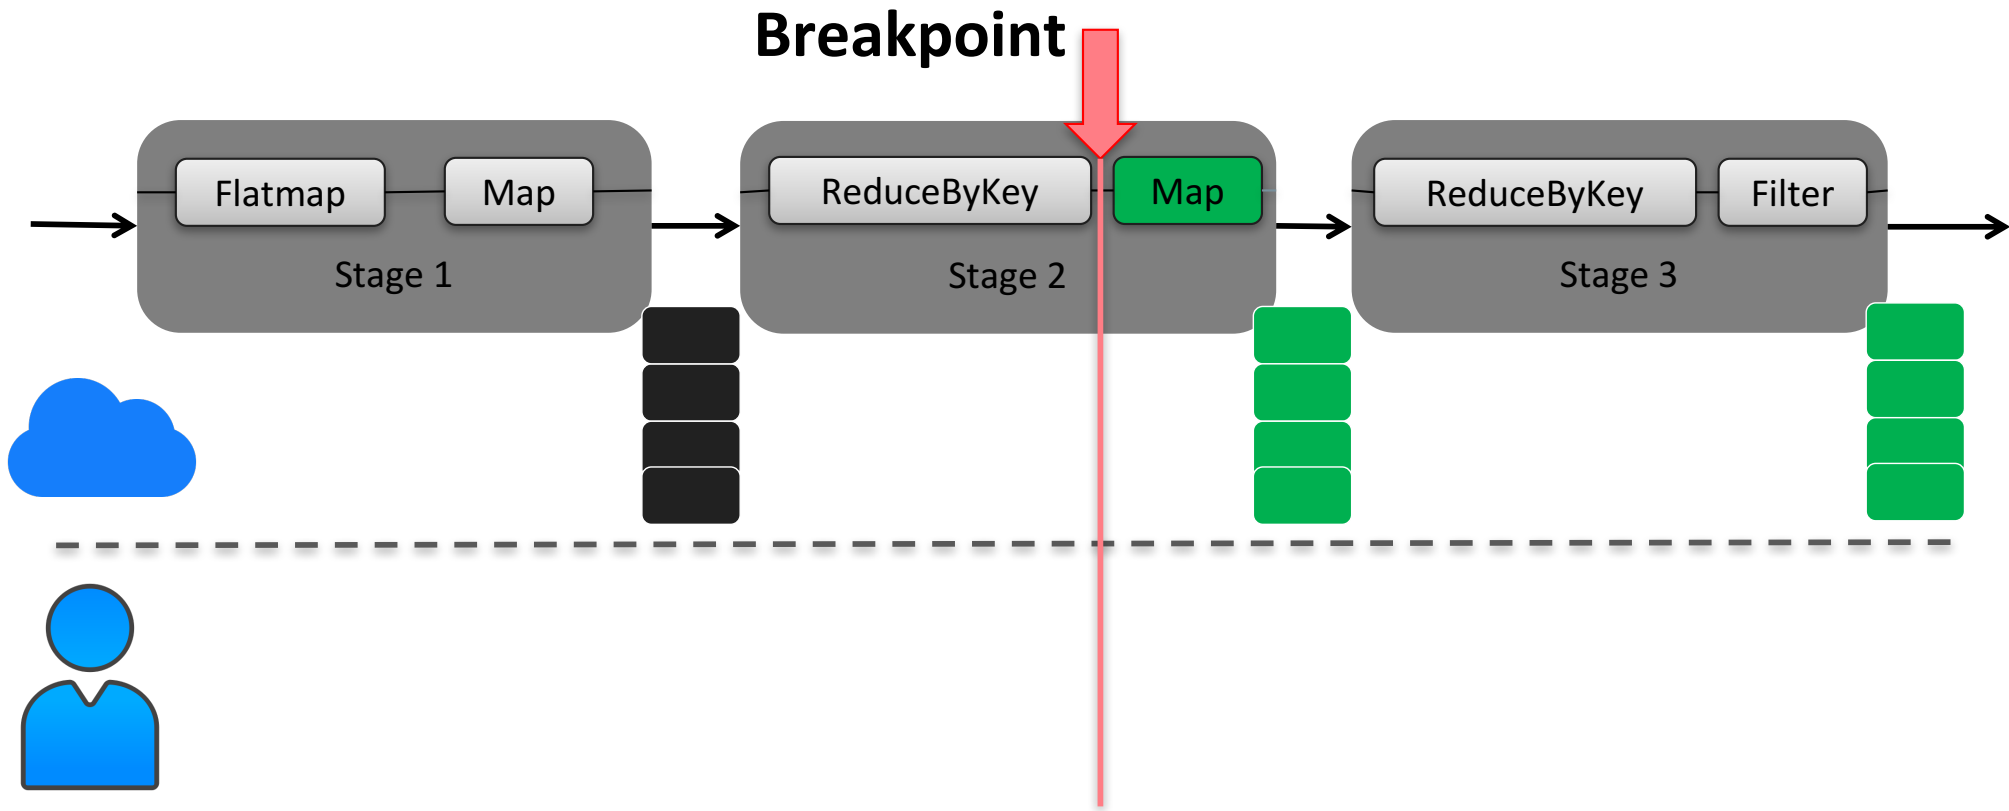 Breakpoint
Flatmap
Map
Stage 1
ReduceByKey
Map
Stage 2
ReduceByKey
Filter
Stage 3